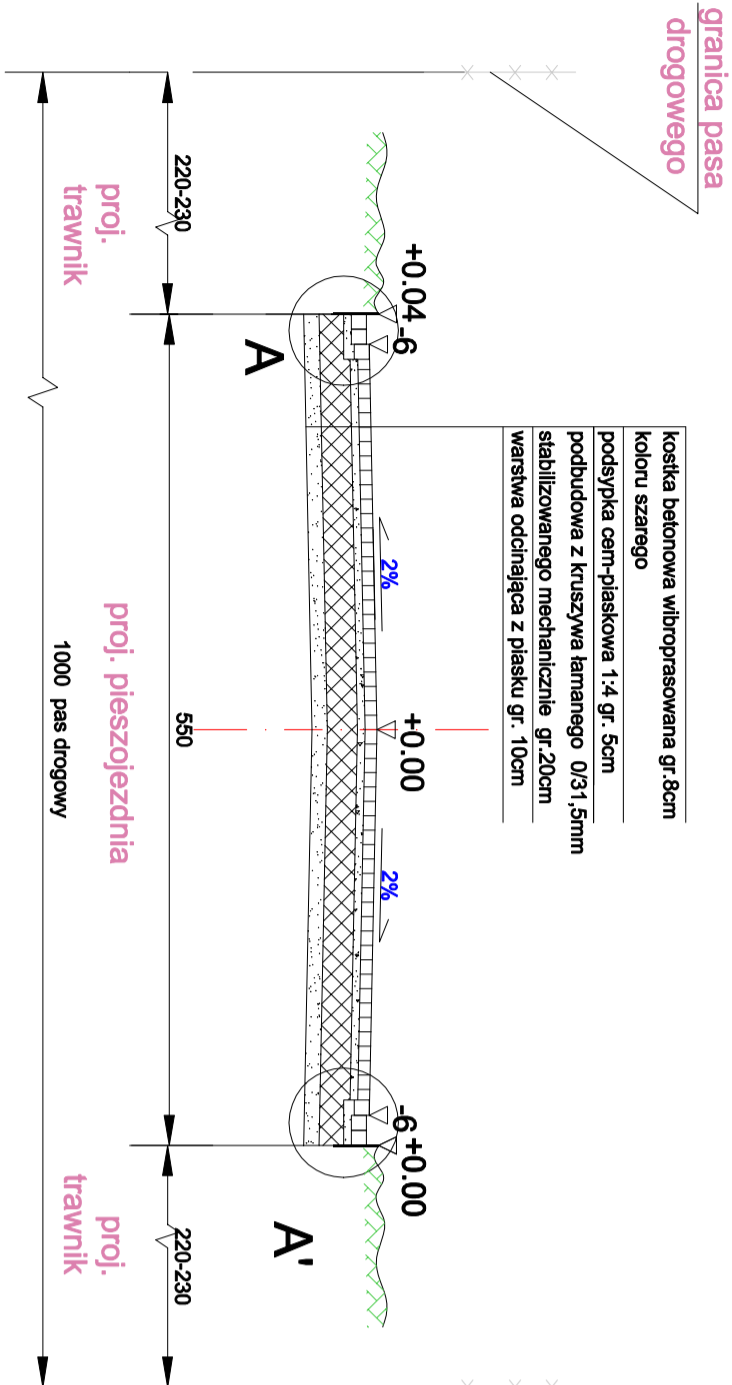 granica pasa
drogowego
kostka betonowa wibroprasowana gr.8cm
koloru szarego
podsypka cem-piaskowa 1:4 gr. 5cm
podbudowa z kruszywa łamanego 0/31,5mm
stabilizowanego mechanicznie gr.20cm
warstwa odcinająca z piasku gr. 10cm
+0.04
-6
2%
+0.00
2%
-6
+0.00
A
A'
220-230
550
220-230
proj.
trawnik
proj. pieszojezdnia
proj.
trawnik
1000 pas drogowy